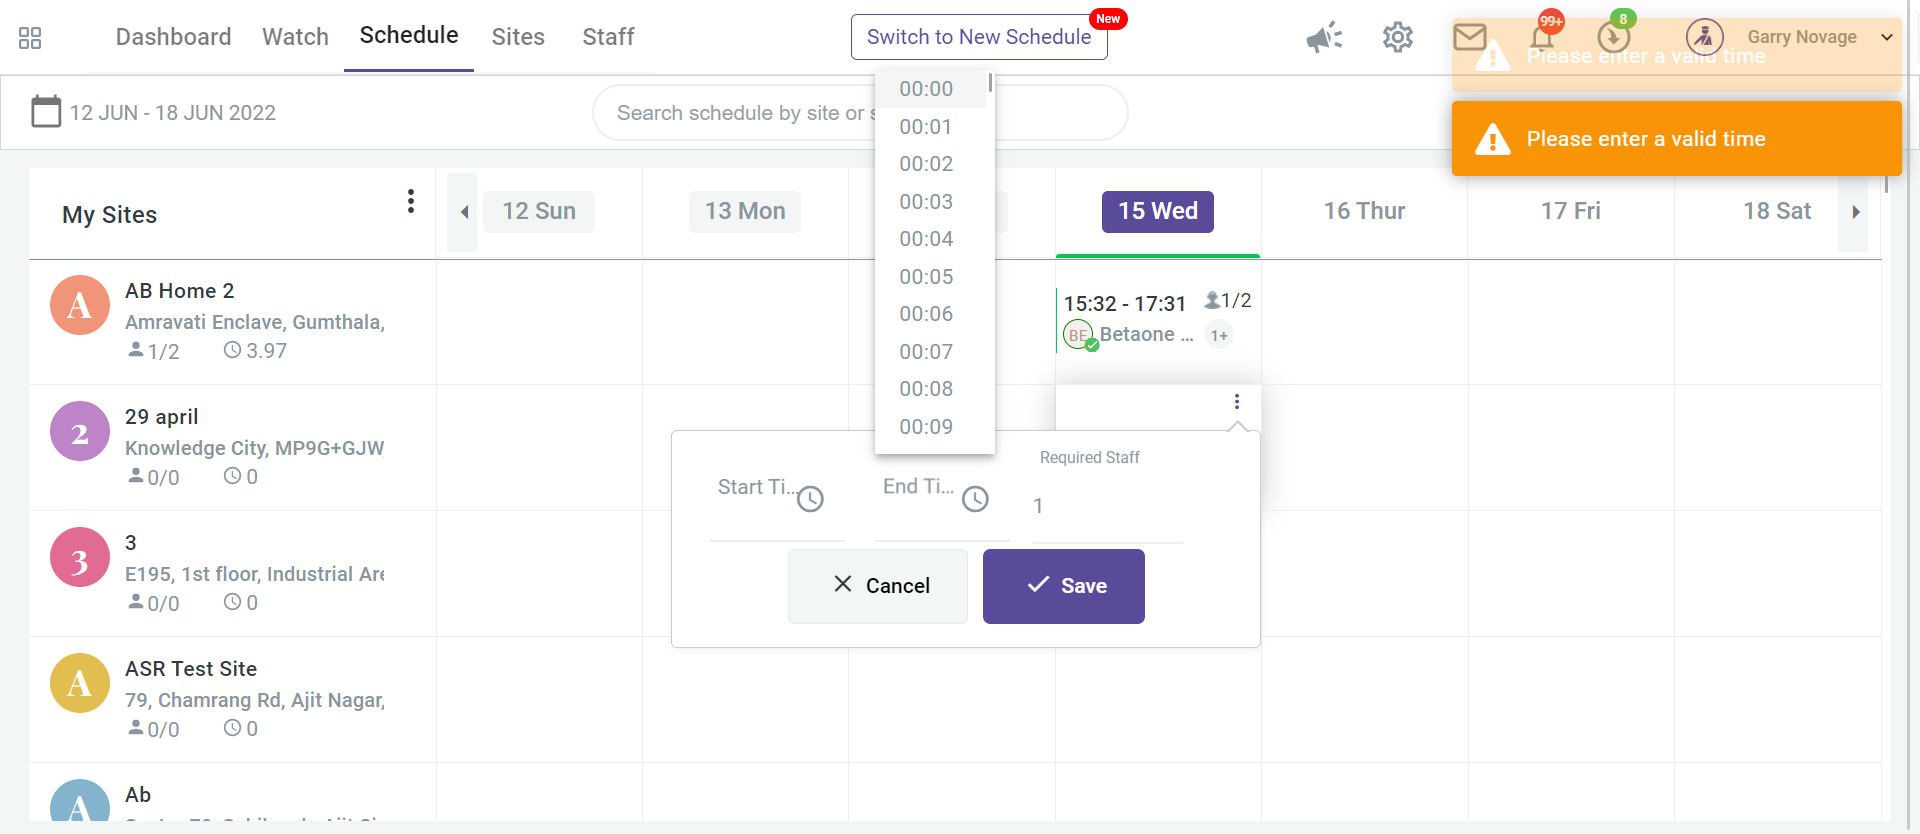 Dashboard Watch Schedule Sites Staff
Switch to New Schedule
New
99+
8
Garry Novage
Please enter a valid time
Please enter a valid time
12 JUN - 18 JUN 2022
Search schedule by site or s
00:00
00:01
00:02
00:03
00:04
00:05
00:06
00:07
00:08
00:09
My Sites
12 Sun
13 Mon
15 Wed
16 Thur
17 Fri
18 Sat
A
AB Home 2
Amravati Enclave, Gumthala,
1/2 3.97
15:32 - 17:31 1/2
BE Betaone ... 1+
2
29 april
Knowledge City, MP9G+GJW
0/0 0
Start Ti...
End Ti...
Required Staff
1
Cancel
Save
3
3
E195, 1st floor, Industrial Are
0/0 0
A
ASR Test Site
79, Chamrang Rd, Ajit Nagar,
0/0 0
A
Ab